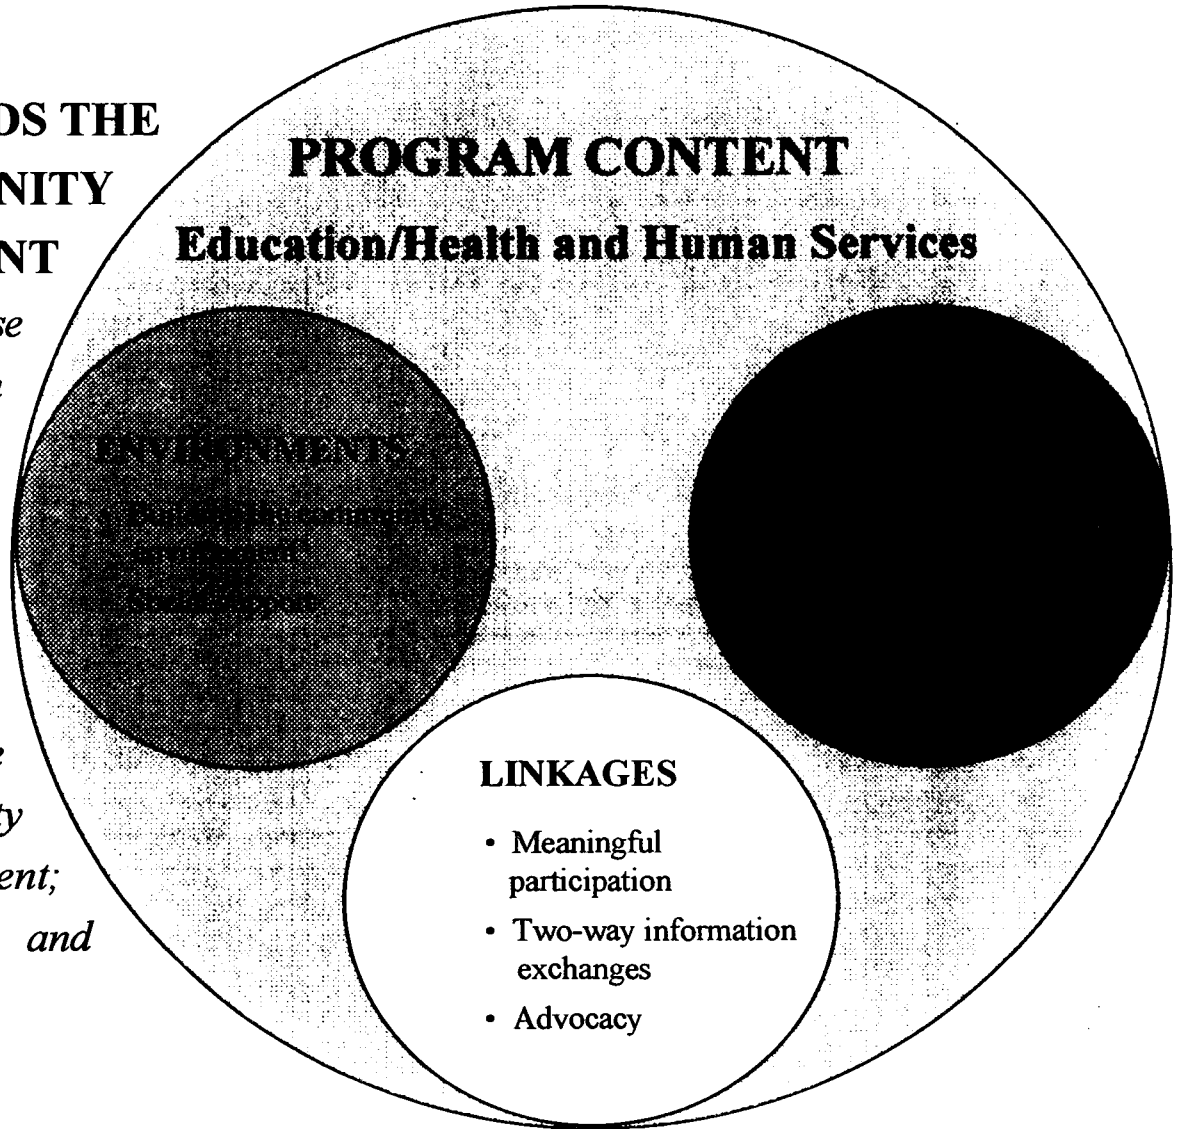 DS THE
NITY
NT
se
e
ty
ent;
and
PROGRAM CONTENT
Education/Health and Human Services
ENVIRONMENTS
community
LINKAGES
• Meaningful
participation
• Two-way information
exchanges
• Advocacy